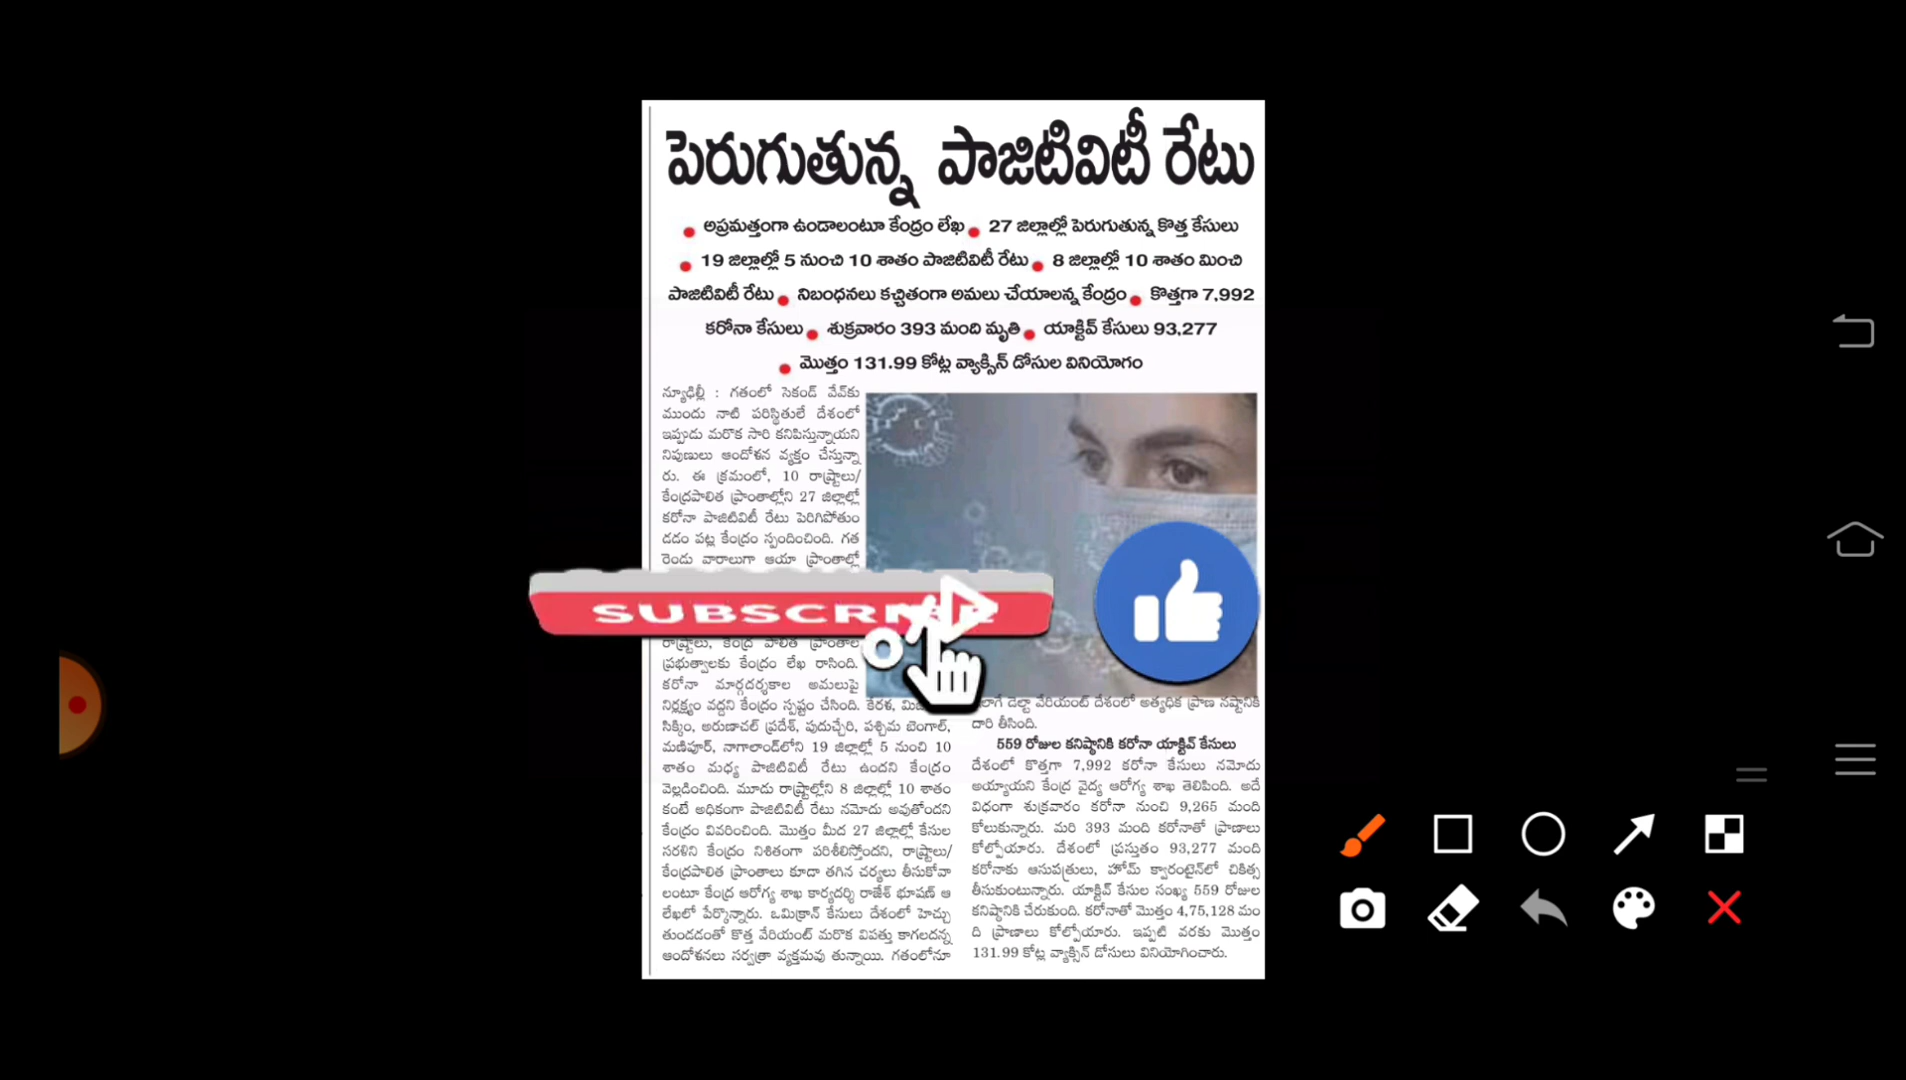 పెరుగుతున్న పాజిటివిటీ రేటు
● అప్రమత్తంగా ఉండాలంటూ కేంద్రం లేఖ ● 27 జిల్లాల్లో పెరుగుతున్న కొత్త కేసులు
● 19 జిల్లాల్లో 5 నుంచి 10 శాతం పాజిటివిటీ రేటు ● 8 జిల్లాల్లో 10 శాతం మించి
పాజిటివిటీ రేటు ● నిబంధనలు కచ్చితంగా అమలు చేయాలన్న కేంద్రం ● కొత్తగా 7,992
కరోనా కేసులు ● శుక్రవారం 393 మంది మృతి ● యాక్టివ్ కేసులు 93,277
● మొత్తం 131.99 కోట్ల వ్యాక్సిన్ డోసుల వినియోగం
న్యూఢిల్లీ : గతంలో సెకండ్ వేవ్‌కు
ముందు నాటి పరిస్థితులే దేశంలో
ఇప్పుడు మరొక సారి కనిపిస్తున్నాయని
నిపుణులు ఆందోళన వ్యక్తం చేస్తున్నా
రు. ఈ క్రమంలో, 10 రాష్ట్రాలు/
కేంద్రపాలిత ప్రాంతాల్లోని 27 జిల్లాల్లో
కరోనా పాజిటివిటీ రేటు పెరిగిపోతుం
డడం పట్ల కేంద్రం స్పందించింది. గత
రెండు వారాలుగా ఆయా ప్రాంతాల్లో
SUBSCRIBE
రాష్ట్రాలు, కేంద్ర పాలిత ప్రాంతాల
ప్రభుత్వాలకు కేంద్రం లేఖ రాసింది.
కరోనా మార్గదర్శకాల అమలుపై
నిర్లక్ష్యం వద్దని కేంద్రం స్పష్టం చేసింది. కేరళ,
సిక్కిం, అరుణాచల్ ప్రదేశ్, పుదుచ్చేరి, పశ్చిమ బెంగాల్,
మణిపూర్, నాగాలాండ్‌లోని 19 జిల్లాల్లో 5 నుంచి 10
శాతం మధ్య పాజిటివిటీ రేటు ఉందని కేంద్రం
వెల్లడించింది. మూడు రాష్ట్రాల్లోని 8 జిల్లాల్లో 10 శాతం
కంటే అధికంగా పాజిటివిటీ రేటు నమోదు అవుతోందని
కేంద్రం వివరించింది. మొత్తం మీద 27 జిల్లాల్లో కేసుల
సరళిని కేంద్రం నిశితంగా పరిశీలిస్తోందని, రాష్ట్రాలు/
కేంద్రపాలిత ప్రాంతాలు కూడా తగిన చర్యలు తీసుకోవా
లంటూ కేంద్ర ఆరోగ్య శాఖ కార్యదర్శి రాజేశ్ భూషణ్ ఆ
లేఖలో పేర్కొన్నారు. ఒమిక్రాన్ కేసులు దేశంలో హెచ్చు
తుండడంతో కొత్త వేరియంట్ మరొక విపత్తు కాగలదన్న
ఆందోళనలు సర్వత్రా వ్యక్తమవు తున్నాయి. గతంలోనూ
డెల్టా వేరియంట్ దేశంలో అత్యధిక ప్రాణ నష్టానికి
దారి తీసింది.
559 రోజుల కనిష్ఠానికి కరోనా యాక్టివ్ కేసులు
దేశంలో కొత్తగా 7,992 కరోనా కేసులు నమోదు
అయ్యాయని కేంద్ర వైద్య ఆరోగ్య శాఖ తెలిపింది. అదే
విధంగా శుక్రవారం కరోనా నుంచి 9,265 మంది
కోలుకున్నారు. మరి 393 మంది కరోనాతో ప్రాణాలు
కోల్పోయారు. దేశంలో ప్రస్తుతం 93,277 మంది
కరోనాకు ఆసుపత్రులు, హోమ్ క్వారంటైన్‌లో చికిత్స
తీసుకుంటున్నారు. యాక్టివ్ కేసుల సంఖ్య 559 రోజుల
కనిష్ఠానికి చేరుకుంది. కరోనాతో మొత్తం 4,75,128 మం
ది ప్రాణాలు కోల్పోయారు. ఇప్పటి వరకు మొత్తం
131.99 కోట్ల వ్యాక్సిన్ డోసులు వినియోగించారు.